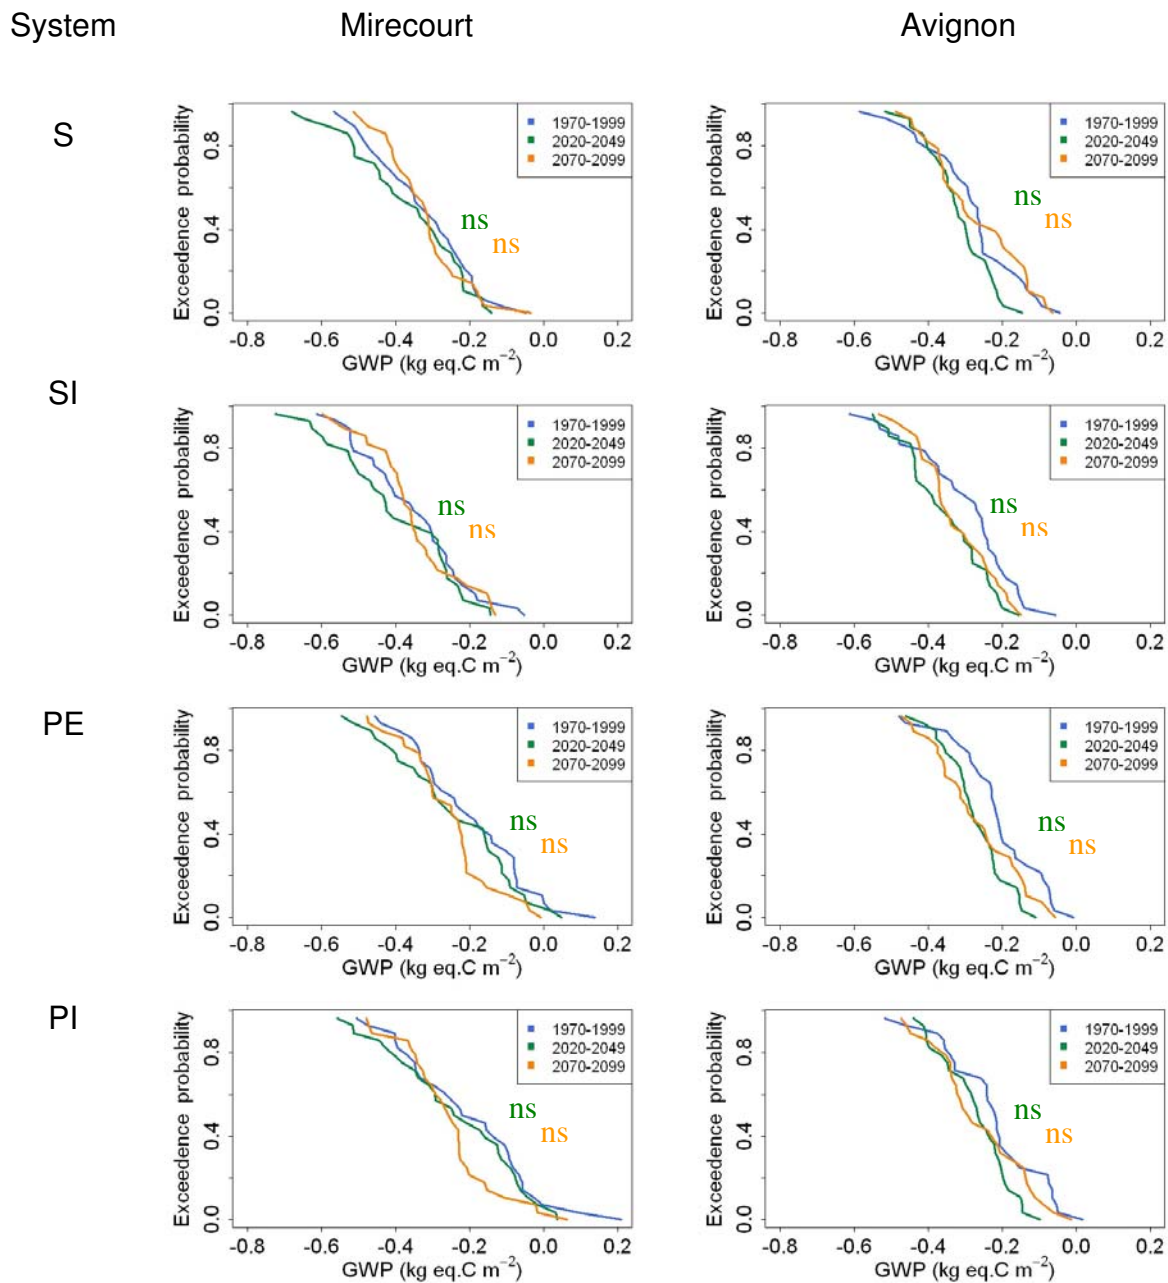 System Mirecourt Avignon
S
Exceedence probability
0.8
0.4
0.0
1970-1999
2020-2049
2070-2099
ns
ns
-0.8 -0.6 -0.4 -0.2 0.0 0.2
GWP (kg eq.C m⁻²)
Exceedence probability
0.8
0.4
0.0
1970-1999
2020-2049
2070-2099
ns
ns
-0.8 -0.6 -0.4 -0.2 0.0 0.2
GWP (kg eq.C m⁻²)
SI
Exceedence probability
0.8
0.4
0.0
1970-1999
2020-2049
2070-2099
ns
ns
-0.8 -0.6 -0.4 -0.2 0.0 0.2
GWP (kg eq.C m⁻²)
Exceedence probability
0.8
0.4
0.0
1970-1999
2020-2049
2070-2099
ns
ns
-0.8 -0.6 -0.4 -0.2 0.0 0.2
GWP (kg eq.C m⁻²)
PE
Exceedence probability
0.8
0.4
0.0
1970-1999
2020-2049
2070-2099
ns
ns
-0.8 -0.6 -0.4 -0.2 0.0 0.2
GWP (kg eq.C m⁻²)
Exceedence probability
0.8
0.4
0.0
1970-1999
2020-2049
2070-2099
ns
ns
-0.8 -0.6 -0.4 -0.2 0.0 0.2
GWP (kg eq.C m⁻²)
PI
Exceedence probability
0.8
0.4
0.0
1970-1999
2020-2049
2070-2099
ns
ns
-0.8 -0.6 -0.4 -0.2 0.0 0.2
GWP (kg eq.C m⁻²)
Exceedence probability
0.8
0.4
0.0
1970-1999
2020-2049
2070-2099
ns
ns
-0.8 -0.6 -0.4 -0.2 0.0 0.2
GWP (kg eq.C m⁻²)